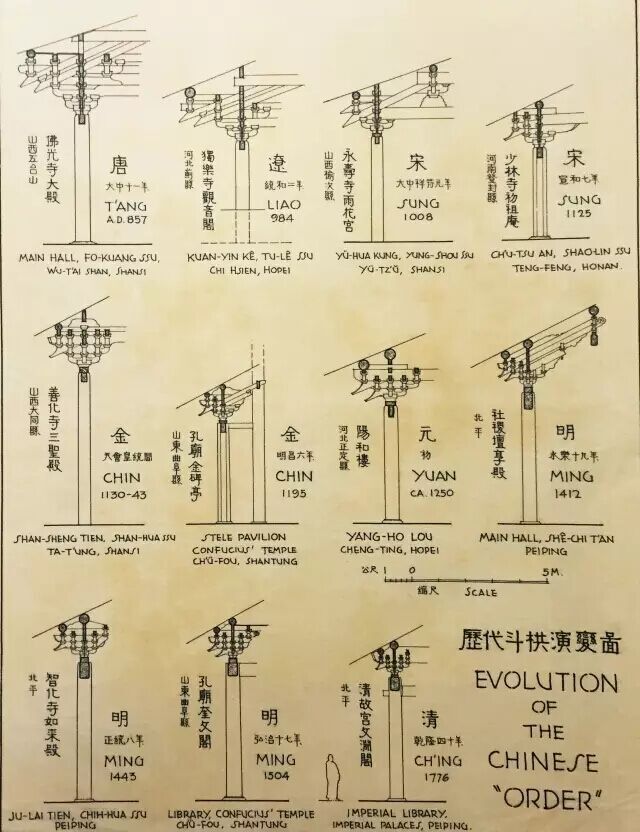 山西五台山
佛光寺大殿
唐
大中十一年
T'ANG
A.D. 857
MAIN HALL, FO-KUANG SSU,
WU-T'AI SHAN, SHANSI
河北薊縣
獨樂寺觀音閣
遼
統和二年
LIAO
984
KUAN-YIN KÊ, TU-LÊ SSU
CHI HSIEN, HOPEI
山西榆次縣
永壽寺雨花宮
宋
大中祥符元年
SUNG
1008
YÜ-HUA KUNG, YUNG-SHOU SSU
YÜ-TZ'Ŭ, SHANSI
河南登封縣
少林寺初祖庵
宋
宣和七年
SUNG
1125
CH'U-TSU AN, SHAO-LIN SSU
TENG-FENG, HONAN.
山西大同縣
善化寺三聖殿
金
天會皇統間
CHIN
1130-43
SHAN-SHENG TIEN, SHAN-HUA SSU
TA-T'UNG, SHANSI
山東曲阜縣
孔廟金碑亭
金
明昌六年
CHIN
1195
STELE PAVILION
CONFUCIUS' TEMPLE
CH'Ü-FOU, SHANTUNG
河北正定縣
陽和樓
元
初
YUAN
CA. 1250
YANG-HO LOU
CHENG-TING, HOPEI
北平
社稷壇享殿
明
永樂十九年
MING
1412
MAIN HALL, SHÊ-CHI T'AN
PEIPING
公尺 1 0 5 M.
縮尺 SCALE
北平
智化寺如來殿
明
正統八年
MING
1443
JU-LAI TIEN, CHIH-HUA SSU
PEIPING
山東曲阜縣
孔廟奎文閣
明
弘治十七年
MING
1504
LIBRARY, CONFUCIUS' TEMPLE
CH'Ü-FOU, SHANTUNG
北平
清故宮文淵閣
清
乾隆四十年
CH'ING
1776
IMPERIAL LIBRARY,
IMPERIAL PALACES, PEIPING.
歷代斗栱演變圖
EVOLUTION
OF
THE
CHINESE
"ORDER"